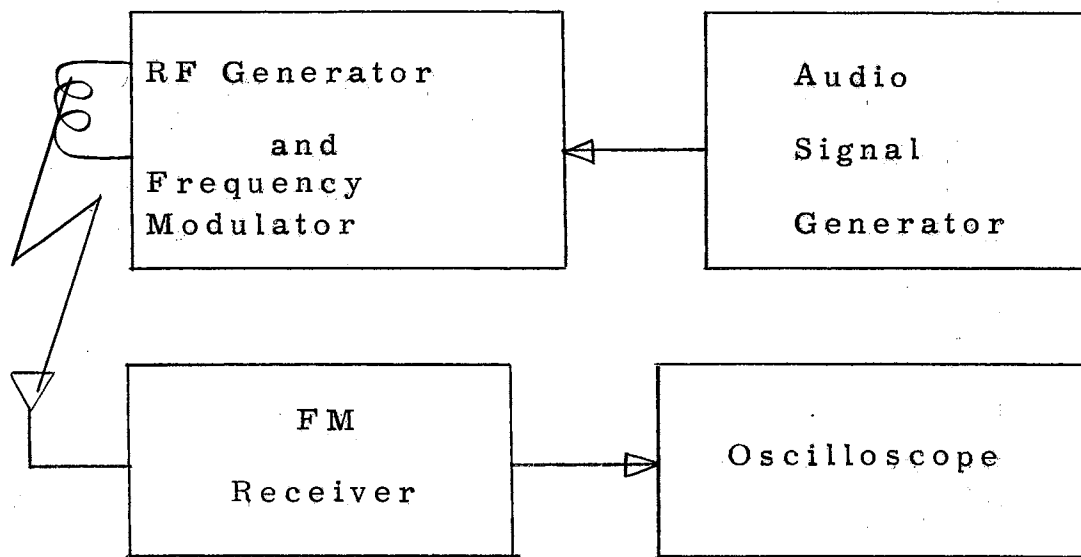 RF Generator
and
Frequency
Modulator
Audio
Signal
Generator
FM
Receiver
Oscilloscope